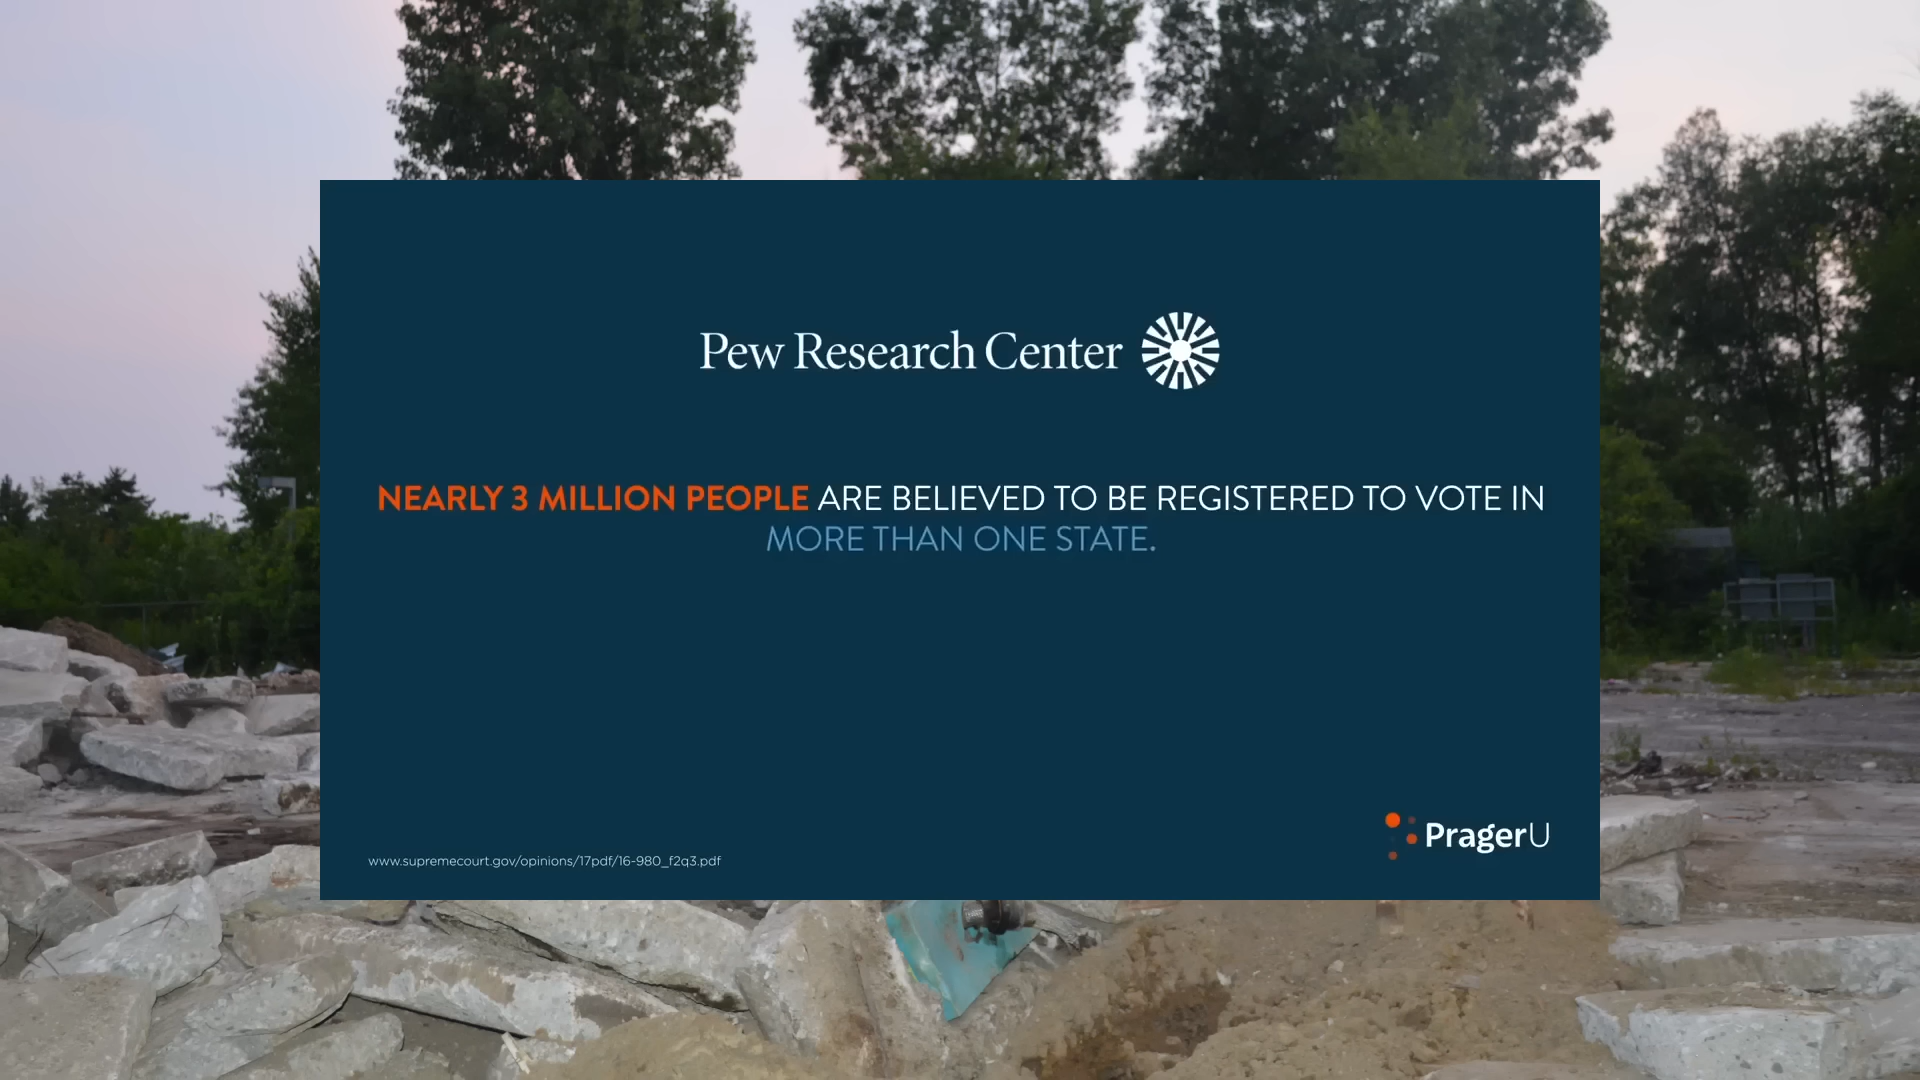 Pew Research Center
NEARLY 3 MILLION PEOPLE ARE BELIEVED TO BE REGISTERED TO VOTE IN
MORE THAN ONE STATE.
PragerU
www.supremecourt.gov/opinions/17pdf/16-980_f2q3.pdf